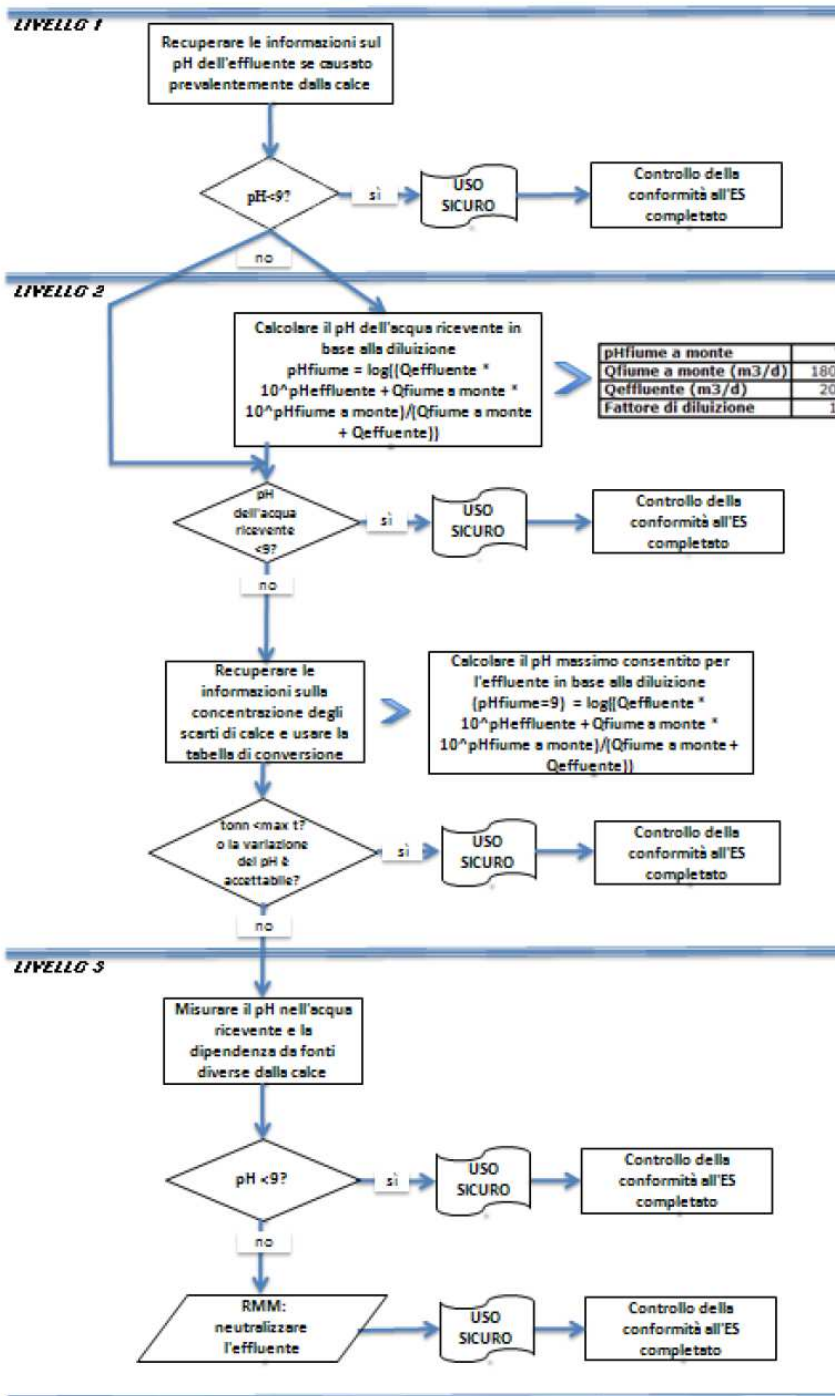 LIVELLO 1
Recuperare le informazioni sul
pH dell'effluente se causato
prevalentemente dalla calce
pH<9?
sì
USO
SICURO
Controllo della
conformità all'ES
completato
no
LIVELLO 2
Calcolare il pH dell'acqua ricevente in
base alla diluizione
pHfiume = log((Qeffluente *
10^pHeffluente + Qfiume a monte *
10^pHfiume a monte)/(Qfiume a monte
+ Qeffuente))
pHfiume a monte
Qfiume a monte (m3/d) 180
Qeffluente (m3/d) 20
Fattore di diluizione 1
pH
dell'acqua
ricevente
<9?
sì
USO
SICURO
Controllo della
conformità all'ES
completato
no
Recuperare le
informazioni sulla
concentrazione degli
scarti di calce e usare la
tabella di conversione
Calcolare il pH massimo consentito per
l'effluente in base alla diluizione
(pHfiume=9) = log((Qeffluente *
10^pHeffluente + Qfiume a monte *
10^pHfiume a monte)/(Qfiume a monte +
Qeffuente))
tonn <max t?
o la variazione
del pH è
accettabile?
sì
USO
SICURO
Controllo della
conformità all'ES
completato
no
LIVELLO 3
Misurare il pH nell'acqua
ricevente e la
dipendenza da fonti
diverse dalla calce
pH <9?
sì
USO
SICURO
Controllo della
conformità all'ES
completato
no
RMM:
neutralizzare
l'effluente
USO
SICURO
Controllo della
conformità all'ES
completato